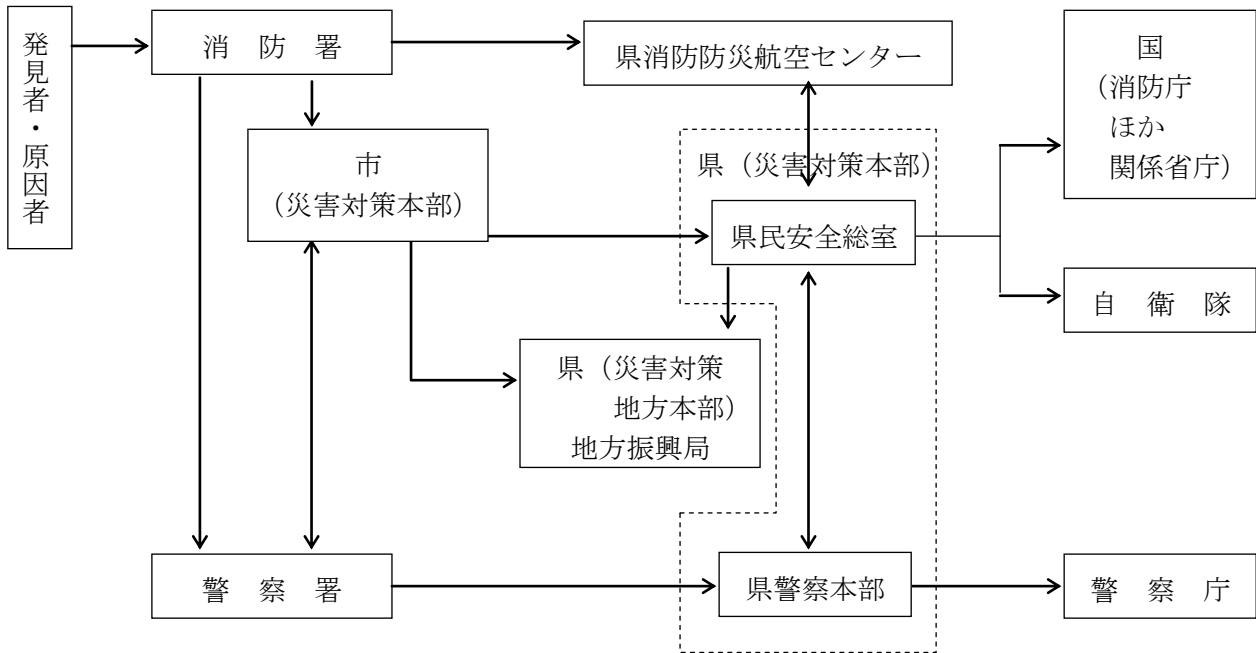 発見者・原因者
消　防　署
県消防防災航空センター
国
（消防庁
ほか
関係省庁）
市
（災害対策本部）
県（災害対策本部）
県民安全総室
自　衛　隊
県（災害対策
地方本部）
地方振興局
警　察　署
県警察本部
警　察　庁